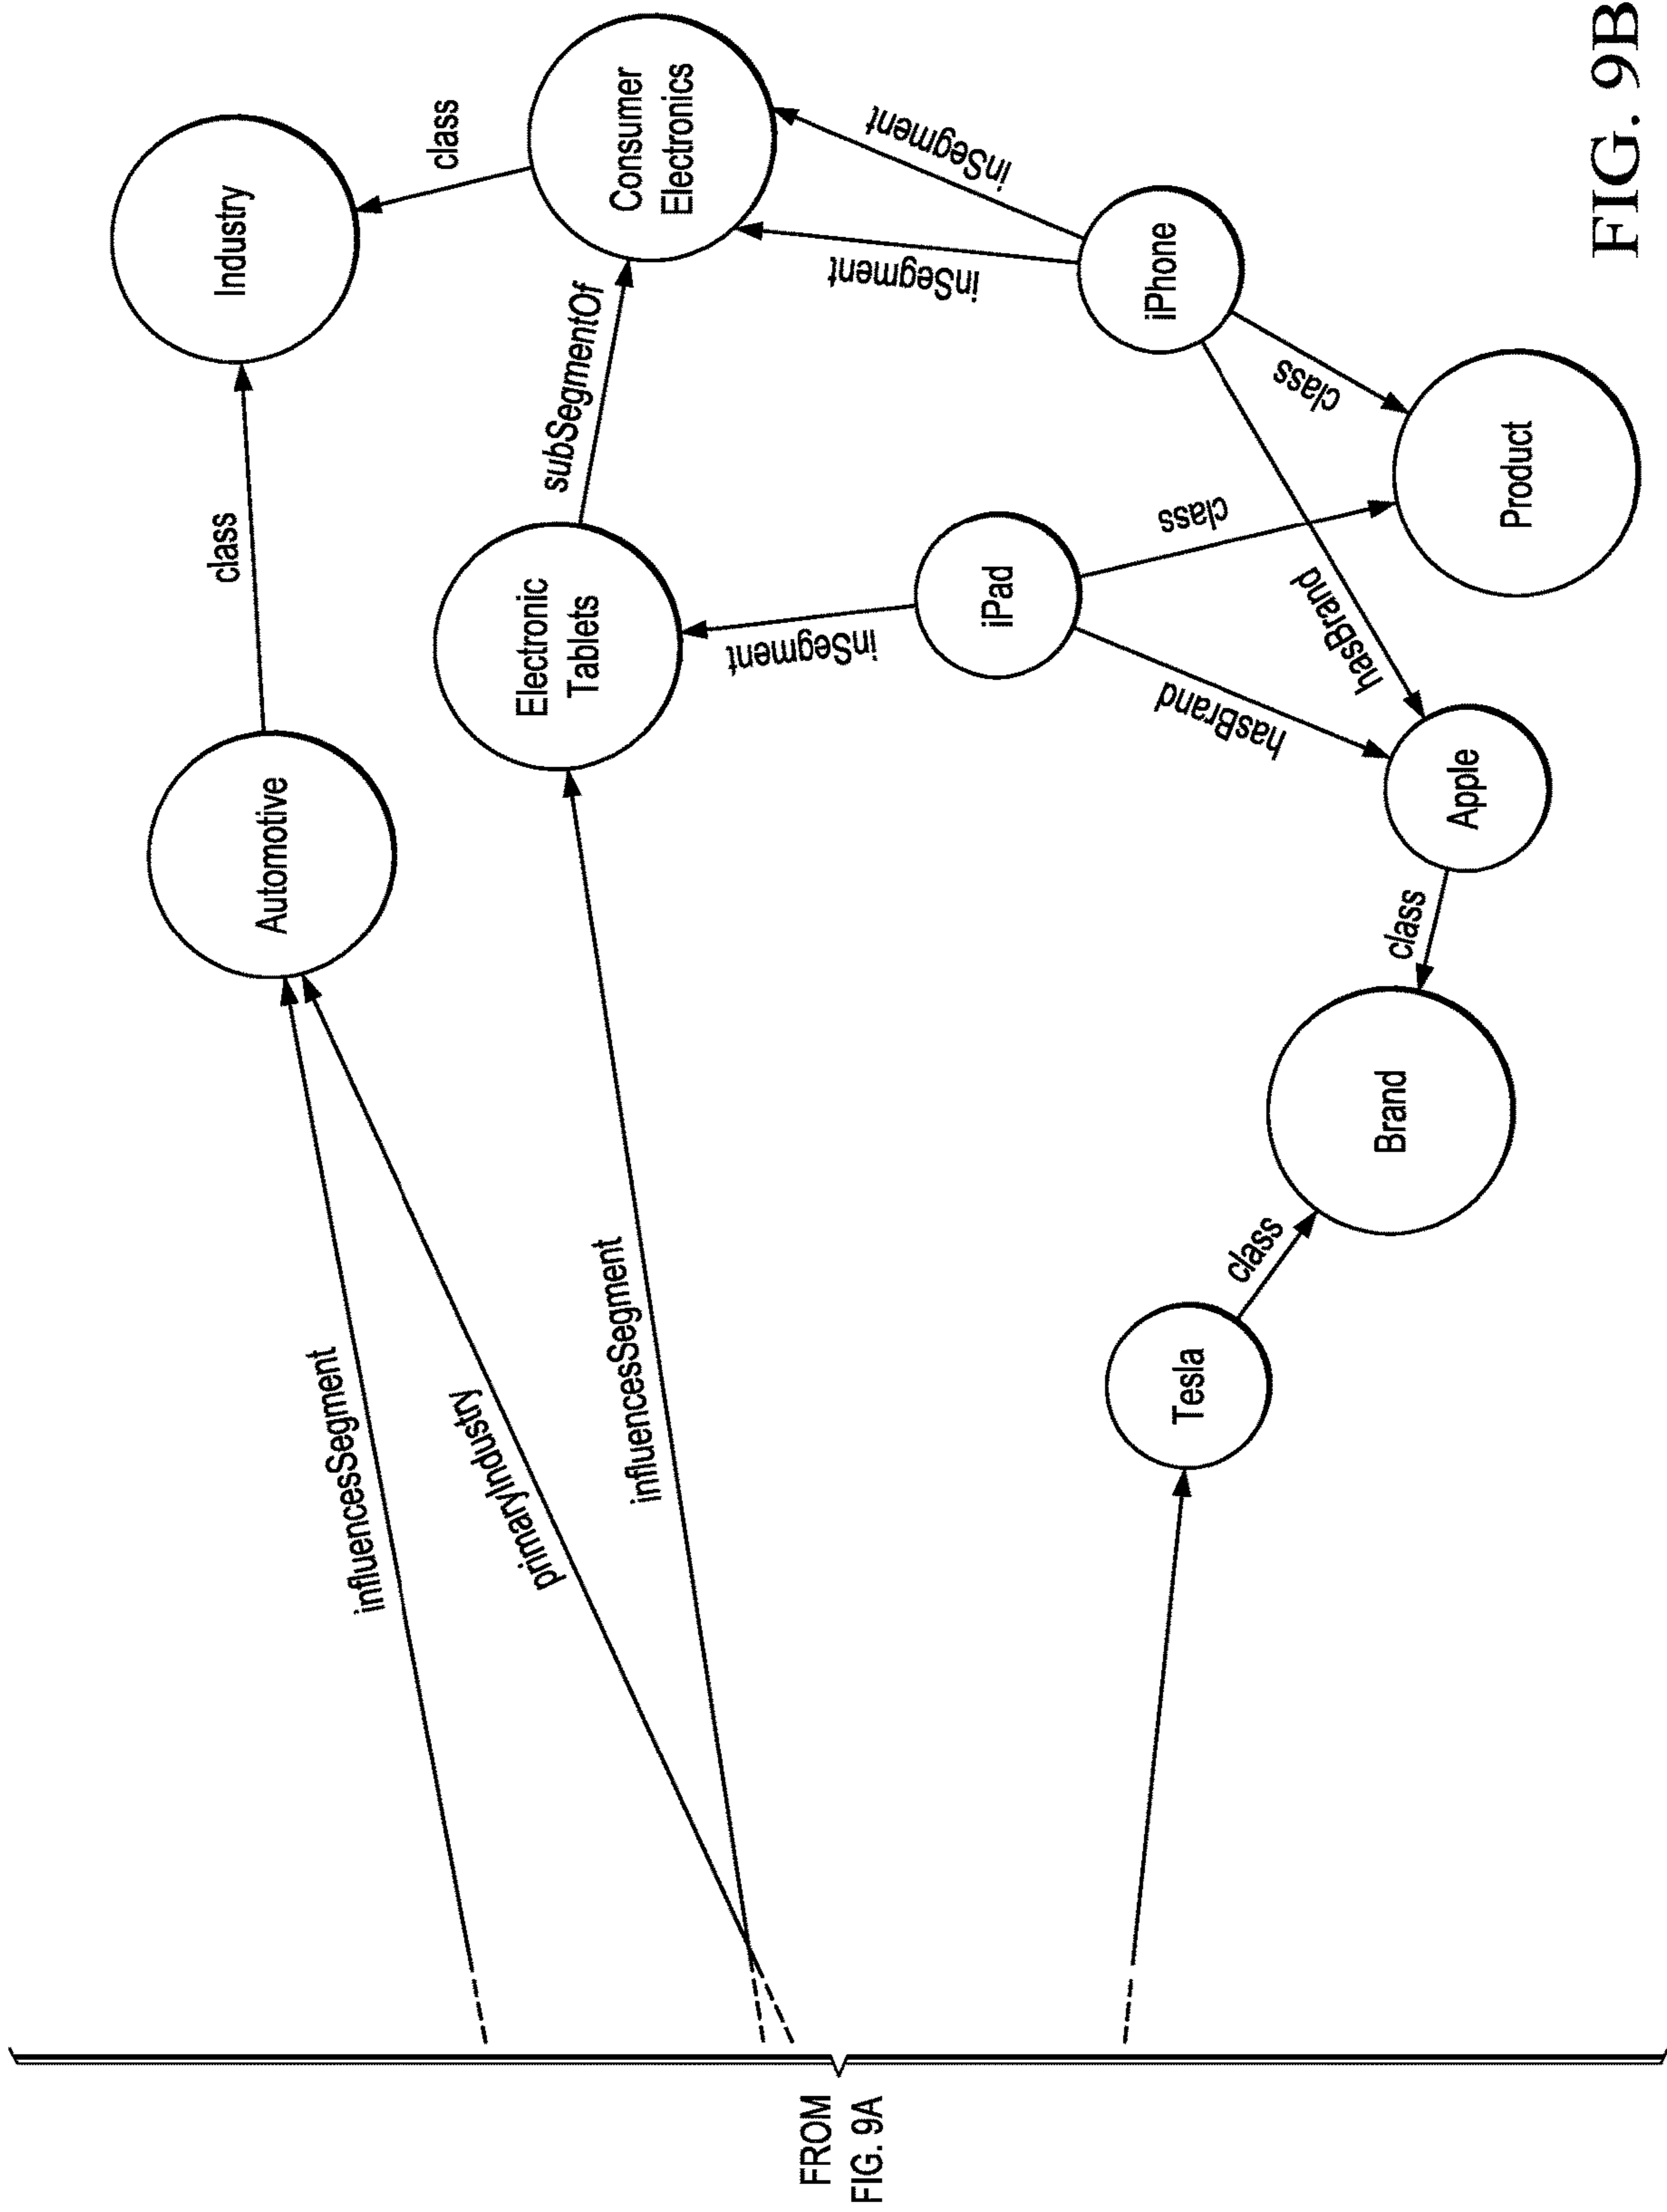 Industry
class
Consumer
Electronics
class
subSegmentOf
inSegment
inSegment
Automotive
Electronic
Tablets
inSegment
iPad
iPhone
class
class
Product
hasBrand
hasBrand
Apple
class
Brand
class
Tesla
influencesSegment
primaryIndustry
influencesSegment
FROM
FIG. 9A
FIG. 9B